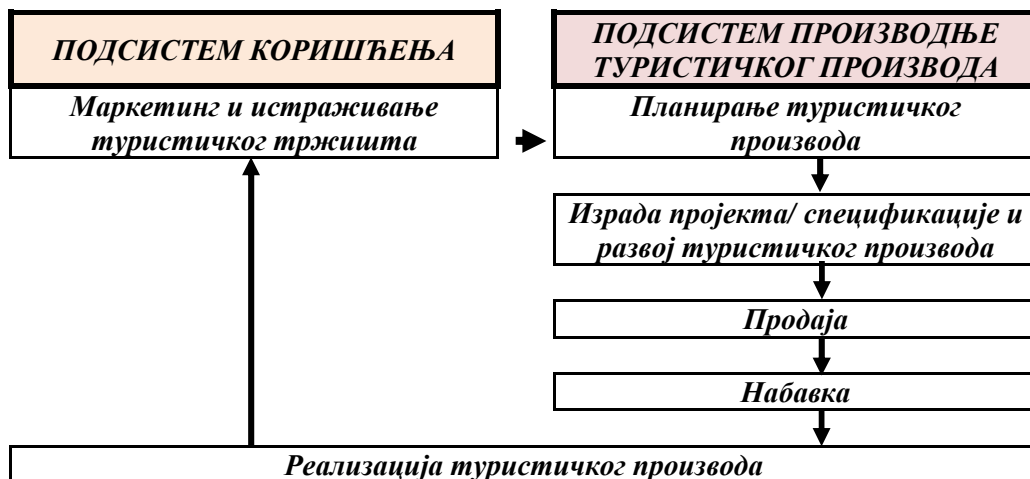 ПОДСИСТЕМ КОРИШЋЕЊА
ПОДСИСТЕМ ПРОИЗВОДЊЕ
ТУРИСТИЧКОГ ПРОИЗВОДА
Маркетинг и истраживање
туристичког тржишта
Планирање туристичког
производа
Израда пројекта/ спецификације и
развој туристичког производа
Продаја
Набавка
Реализација туристичког производа